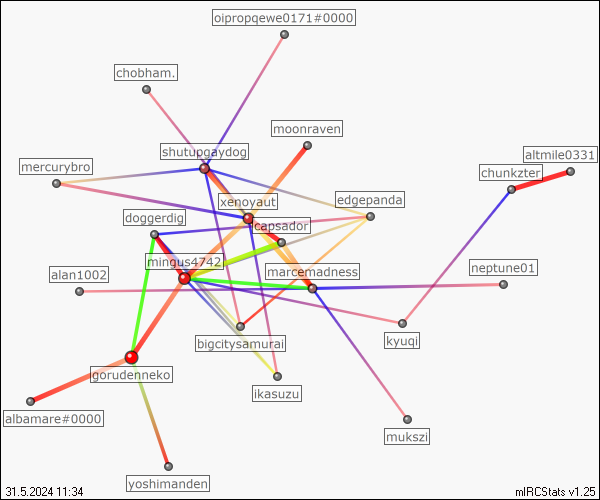 oipropqewe0171#0000
chobham.
moonraven
shutupgaydog
altmile0331
mercurybro
chunkzter
xenoyaut
edgepanda
doggerdig
capsador
mingus4742
marcemadness
alan1002
neptune01
bigcitysamurai
kyuqi
gorudenneko
ikasuzu
albamare#0000
mukszi
yoshimanden
31.5.2024 11:34
mIRCStats v1.25